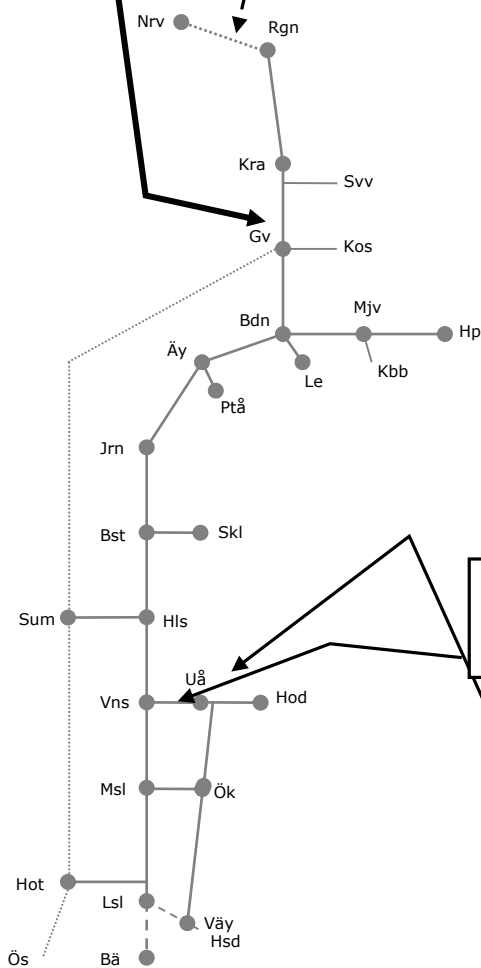 Nrv
Rgn
Kra
Svv
Gv
Kos
Bdn
Mjv
Hp
Äy
Le
Kbb
Ptå
Jrn
Bst
Skl
Sum
Hls
Uå
Vns
Hod
Msl
Ök
Hot
Lsl
Väy
Hsd
Ös
Bä